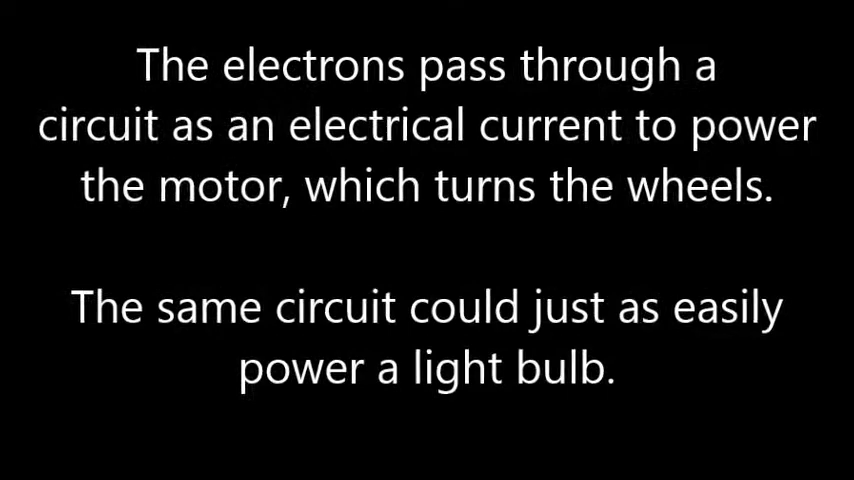 The electrons pass through a
circuit as an electrical current to power
the motor, which turns the wheels.
The same circuit could just as easily
power a light bulb.